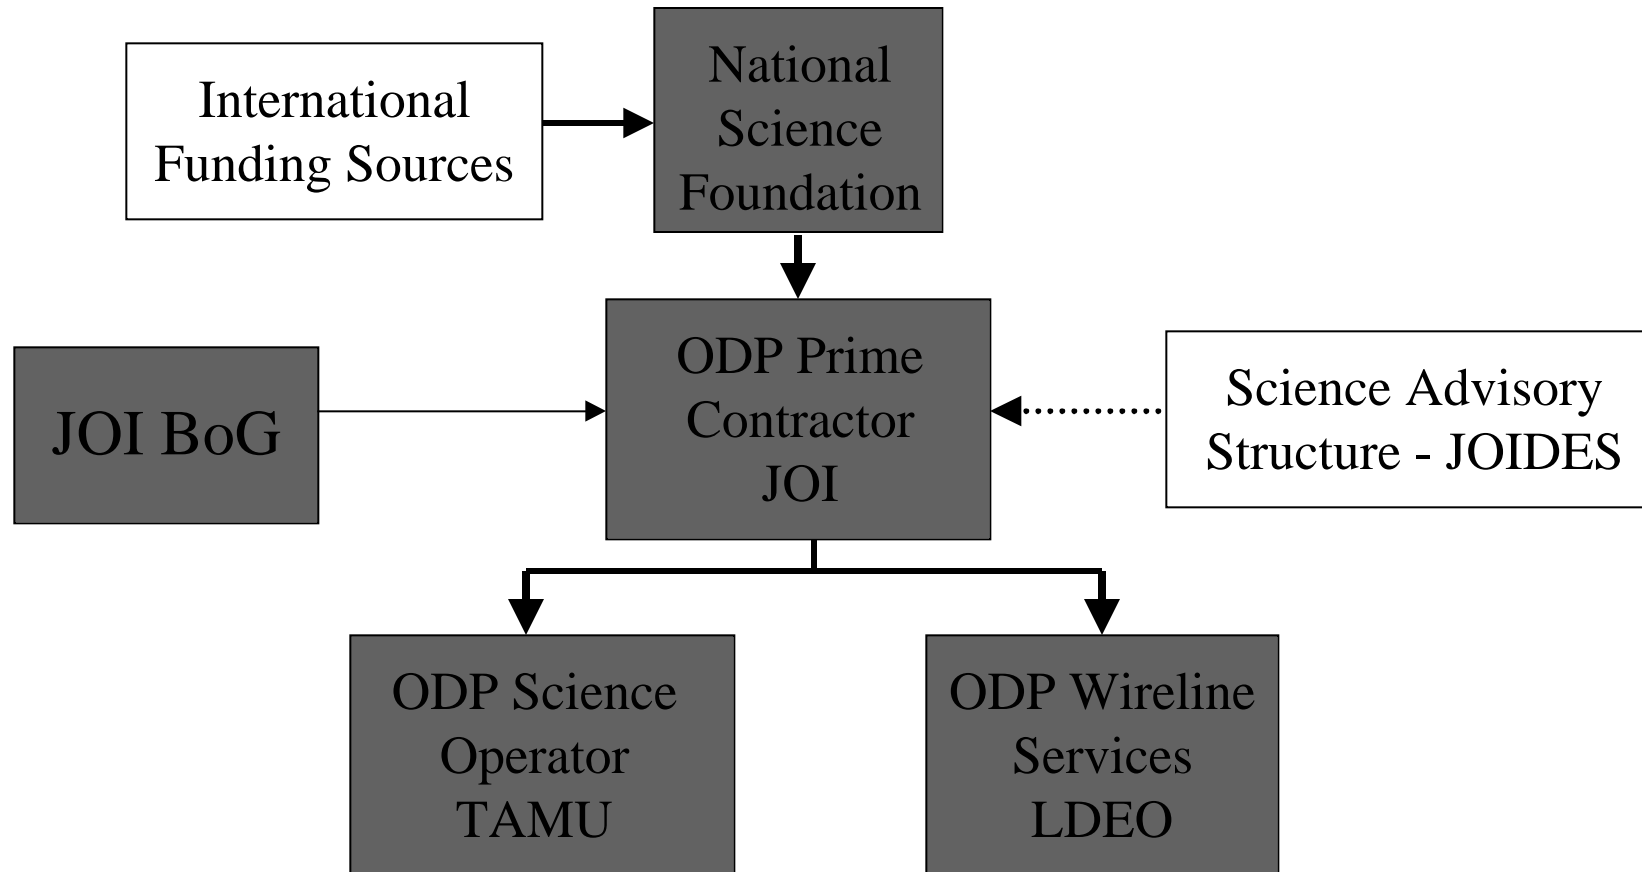 International
Funding Sources
National
Science
Foundation
JOI BoG
ODP Prime
Contractor
JOI
Science Advisory
Structure - JOIDES
ODP Science
Operator
TAMU
ODP Wireline
Services
LDEO